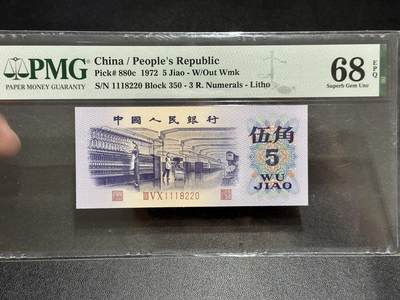 PMG
PAPER MONEY GUARANTY
China / People's Republic
Pick# 880c 1972 5 Jiao - W/Out Wmk
S/N 1118220 Block 350 - 3 R. Numerals - Litho
68 EPQ
Superb Gem Unc
中国人民银行
伍角
5
WU
JIAO
ⅢⅤⅩ1118220